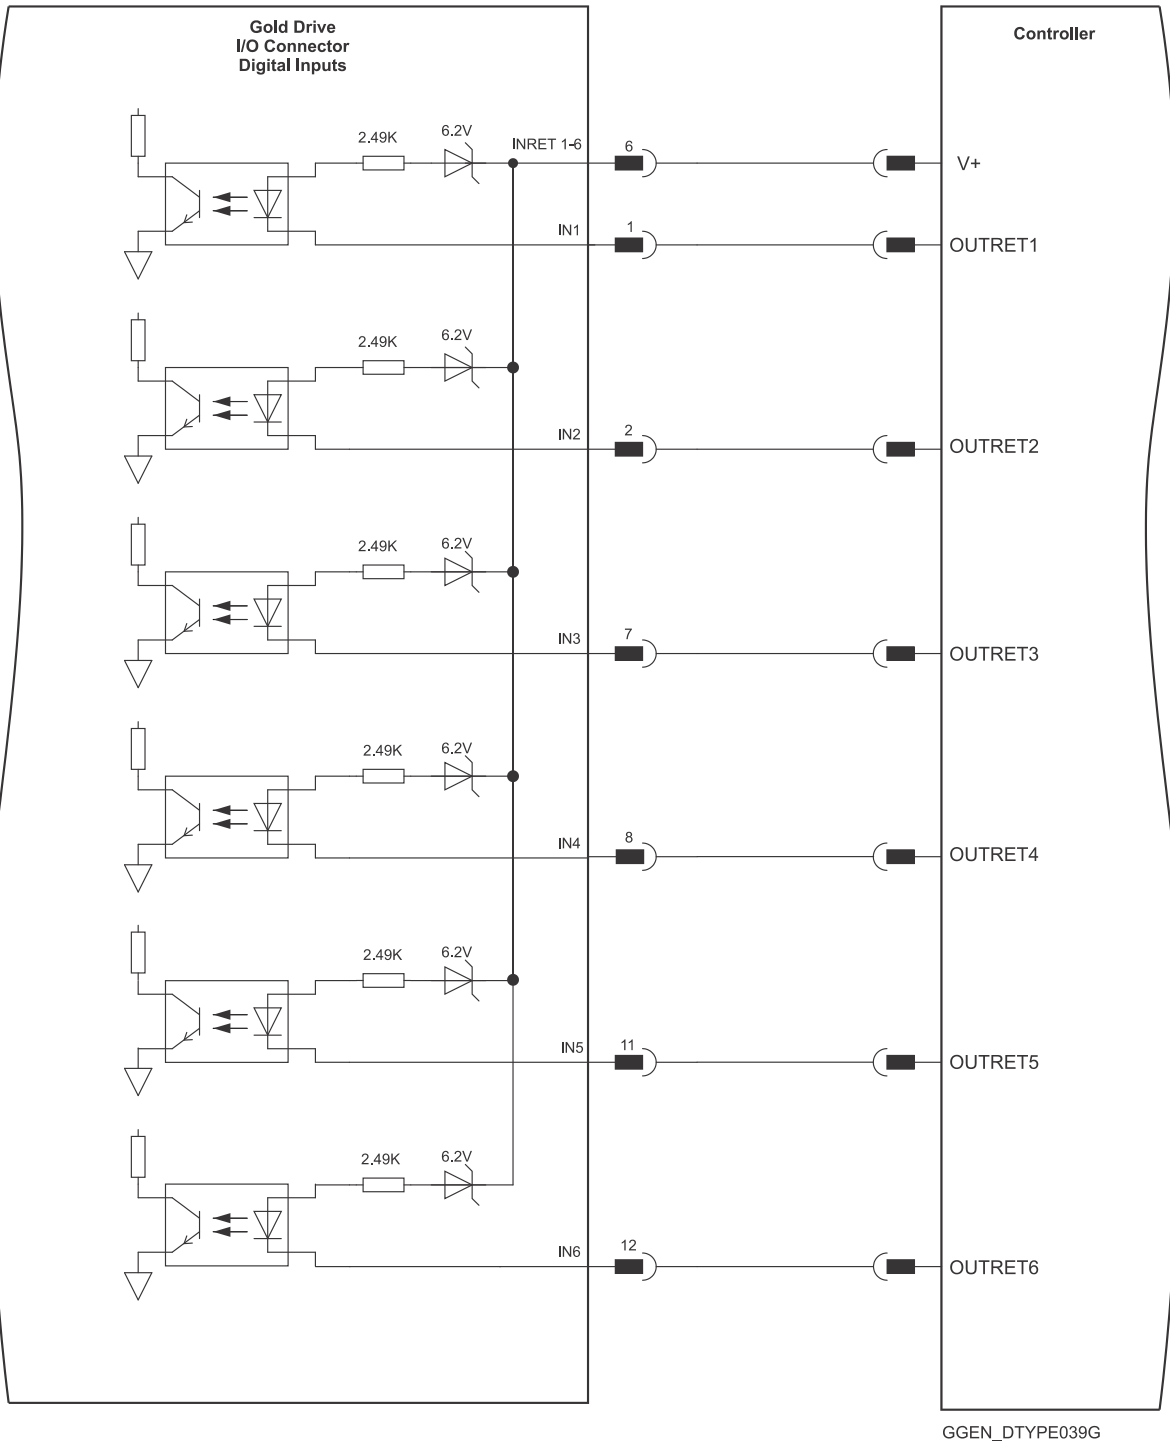 Gold Drive
I/O Connector
Digital Inputs
Controller
2.49K
6.2V
INRET 1-6
6
V+
IN1
1
OUTRET1
2.49K
6.2V
IN2
2
OUTRET2
2.49K
6.2V
IN3
7
OUTRET3
2.49K
6.2V
IN4
8
OUTRET4
2.49K
6.2V
IN5
11
OUTRET5
2.49K
6.2V
IN6
12
OUTRET6
GGEN_DTYPE039G